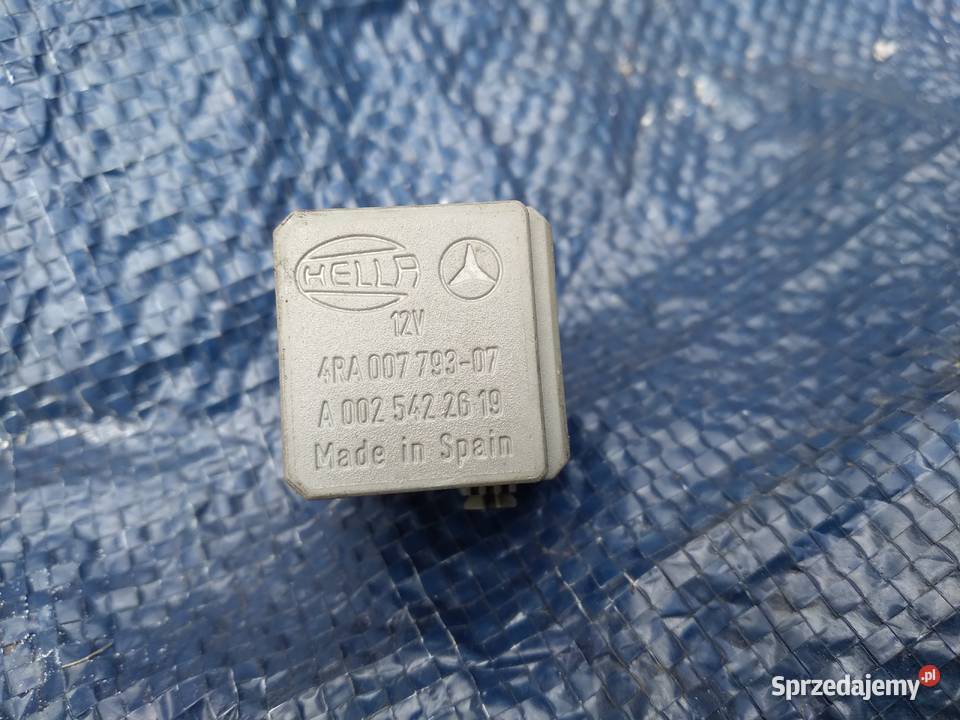 HELLA
12V
4RA 007 793-07
A 002 542 26 19
Made in Spain
Sprzedajemy.pl